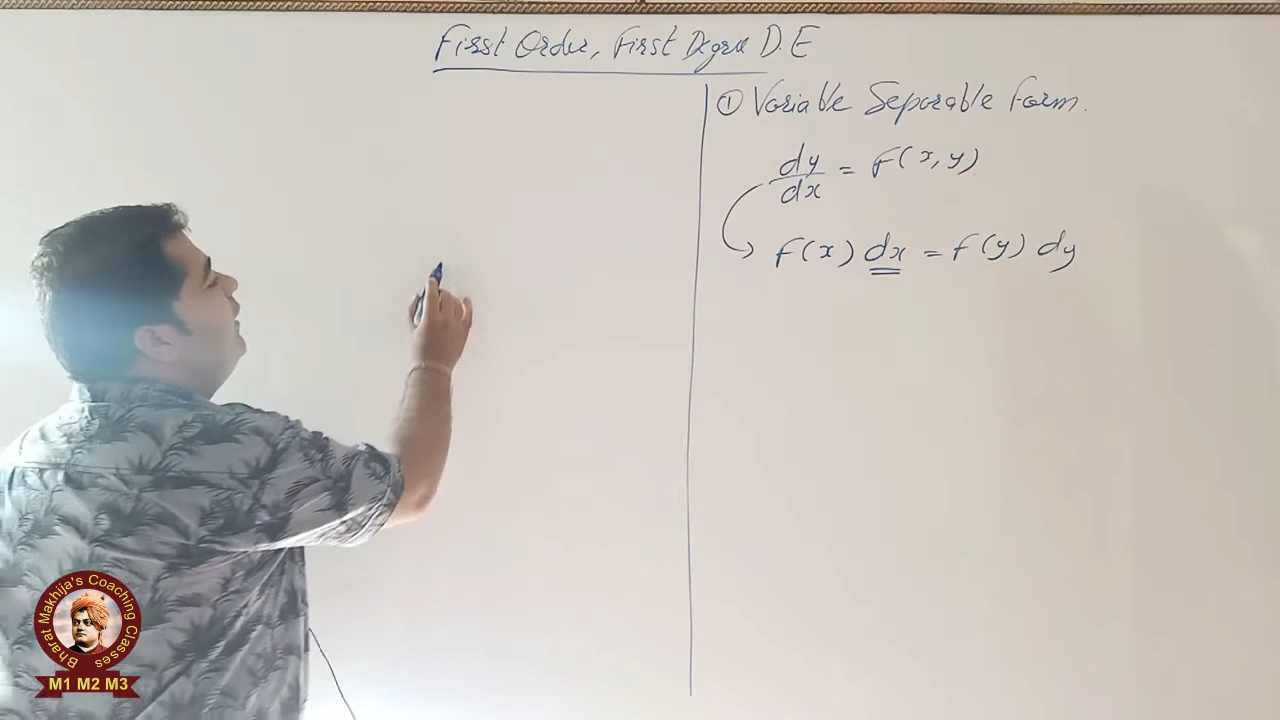 First Order, First Degree D.E
① Variable Separable Form.
dy/dx = F(x, y)
f(x) dx = f(y) dy
Bharat Makhija's Coaching Classes
M1 M2 M3